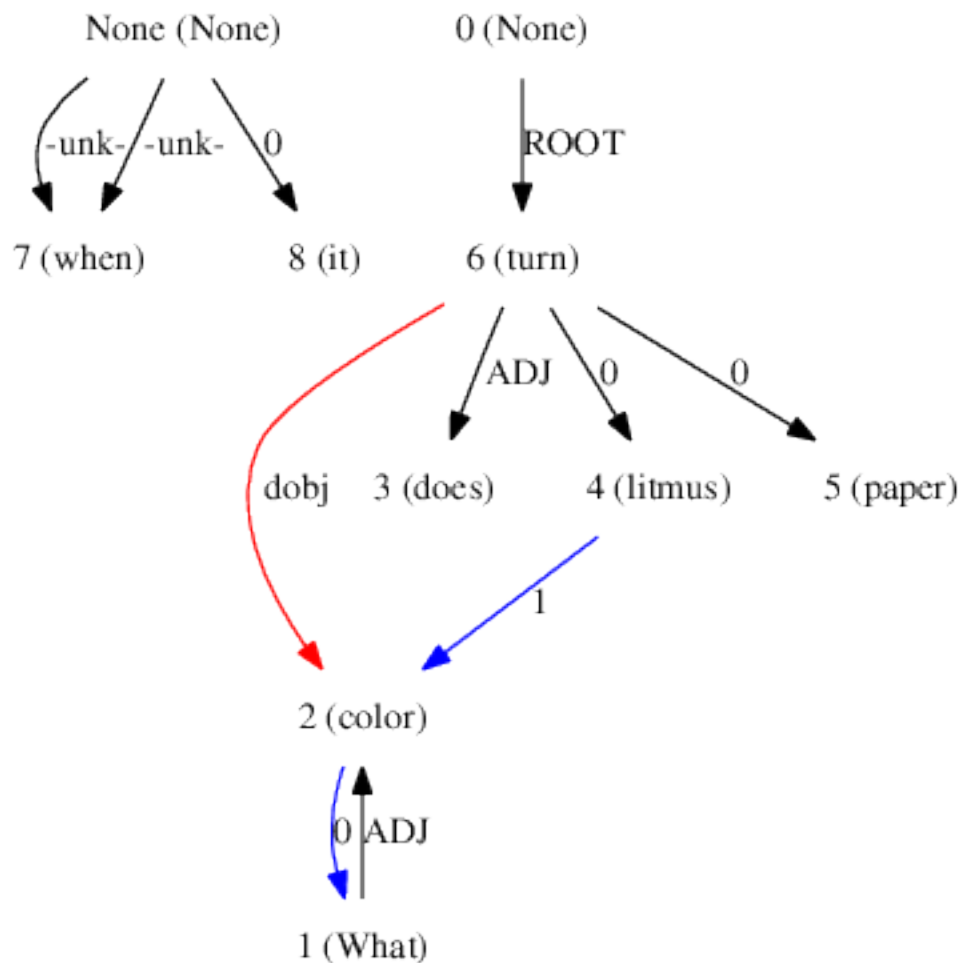 None (None) 0 (None)
-unk- -unk- 0 ROOT
7 (when) 8 (it) 6 (turn)
ADJ 0 0
dobj 3 (does) 4 (litmus) 5 (paper)
1
2 (color)
0 ADJ
1 (What)